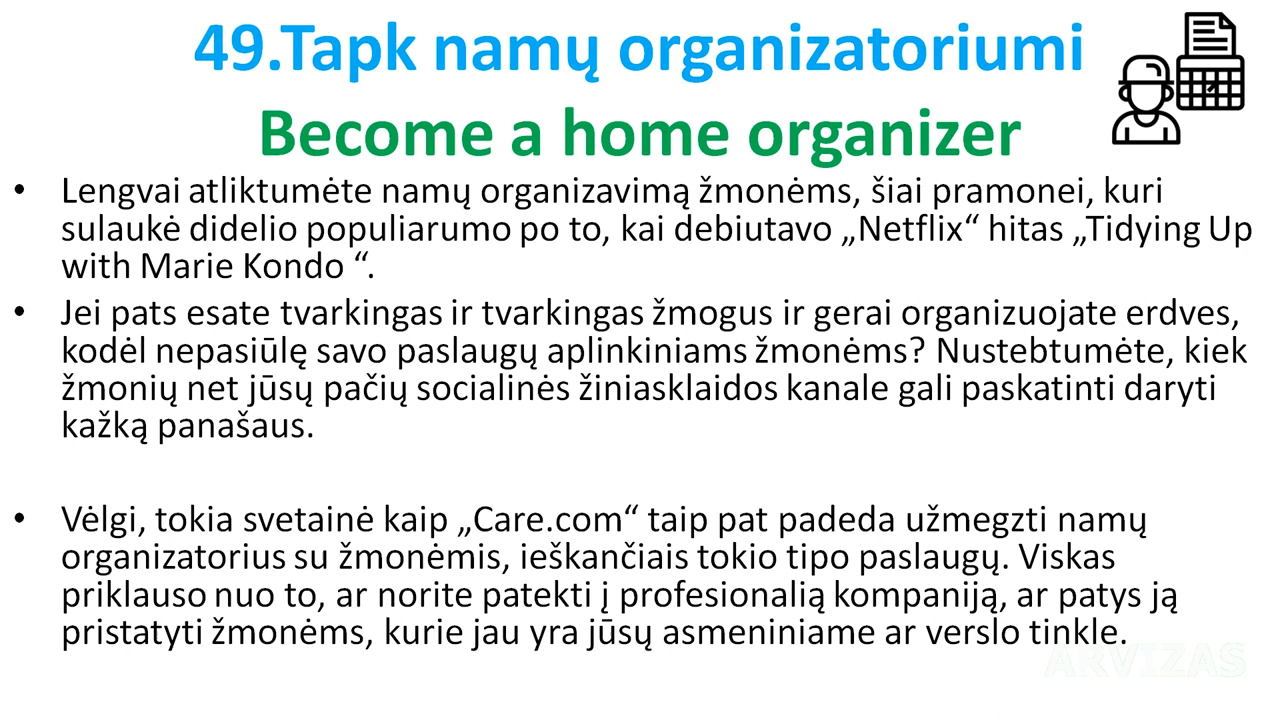 49.Tapk namų organizatoriumi
Become a home organizer
• Lengvai atliktumėte namų organizavimą žmonėms, šiai pramonei, kuri
sulaukė didelio populiarumo po to, kai debiutavo „Netflix“ hitas „Tidying Up
with Marie Kondo “.
• Jei pats esate tvarkingas ir tvarkingas žmogus ir gerai organizuojate erdves,
kodėl nepasiūlę savo paslaugų aplinkiniams žmonėms? Nustebtumėte, kiek
žmonių net jūsų pačių socialinės žiniasklaidos kanale gali paskatinti daryti
kažką panašaus.
• Vėlgi, tokia svetainė kaip „Care.com“ taip pat padeda užmegzti namų
organizatorius su žmonėmis, ieškančiais tokio tipo paslaugų. Viskas
priklauso nuo to, ar norite patekti į profesionalią kompaniją, ar patys ją
pristatyti žmonėms, kurie jau yra jūsų asmeniniame ar verslo tinkle.
ARVIZAS